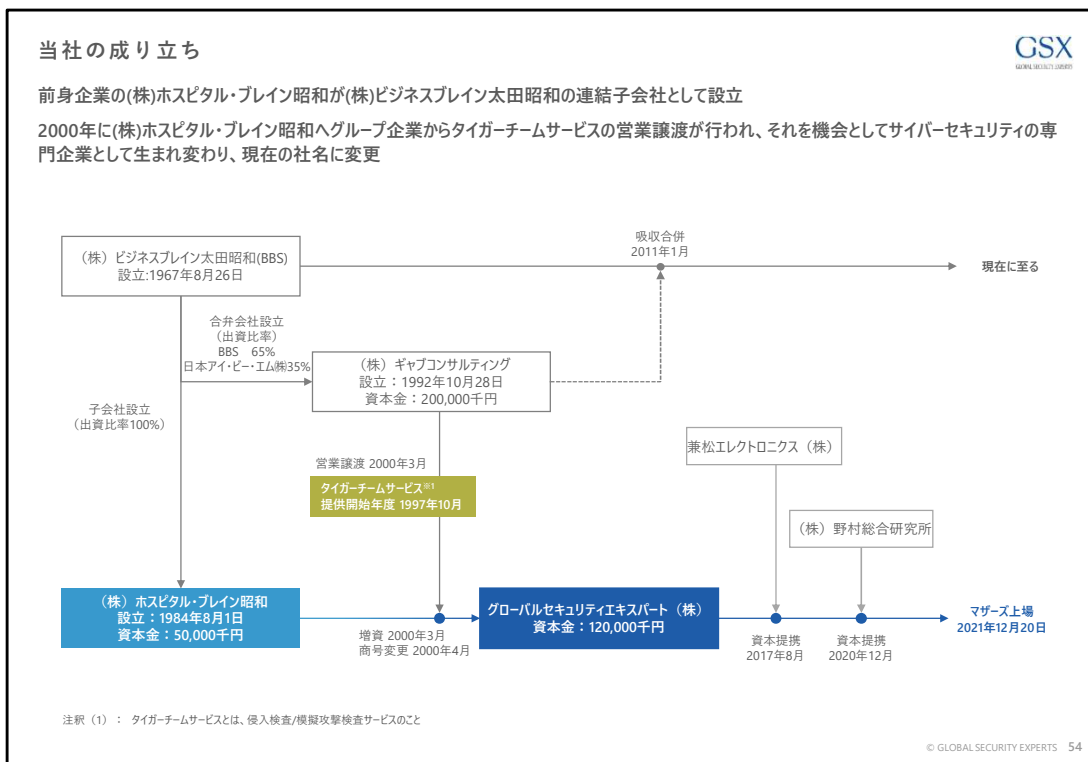 当社の成り立ち
GSX
GLOBAL SECURITY EXPERTS
前身企業の(株)ホスピタル・ブレイン昭和が(株)ビジネスブレイン太田昭和の連結子会社として設立
2000年に(株)ホスピタル・ブレイン昭和へグループ企業からタイガーチームサービスの営業譲渡が行われ、それを機会としてサイバーセキュリティの専
門企業として生まれ変わり、現在の社名に変更
(株) ビジネスブレイン太田昭和(BBS)
設立:1967年8月26日
吸収合併
2011年1月
現在に至る
合弁会社設立
(出資比率)
BBS 65%
日本アイ・ビー・エム㈱35%
(株) ギャブコンサルティング
設立：1992年10月28日
資本金：200,000千円
子会社設立
(出資比率100%)
営業譲渡 2000年3月
タイガーチームサービス※1
提供開始年度 1997年10月
兼松エレクトロニクス（株）
（株）野村総合研究所
（株）ホスピタル・ブレイン昭和
設立：1984年8月1日
資本金：50,000千円
増資 2000年3月
商号変更 2000年4月
グローバルセキュリティエキスパート（株）
資本金：120,000千円
資本提携
2017年8月
資本提携
2020年12月
マザーズ上場
2021年12月20日
注釈（1）： タイガーチームサービスとは、侵入検査/模擬攻撃検査サービスのこと
© GLOBAL SECURITY EXPERTS 54